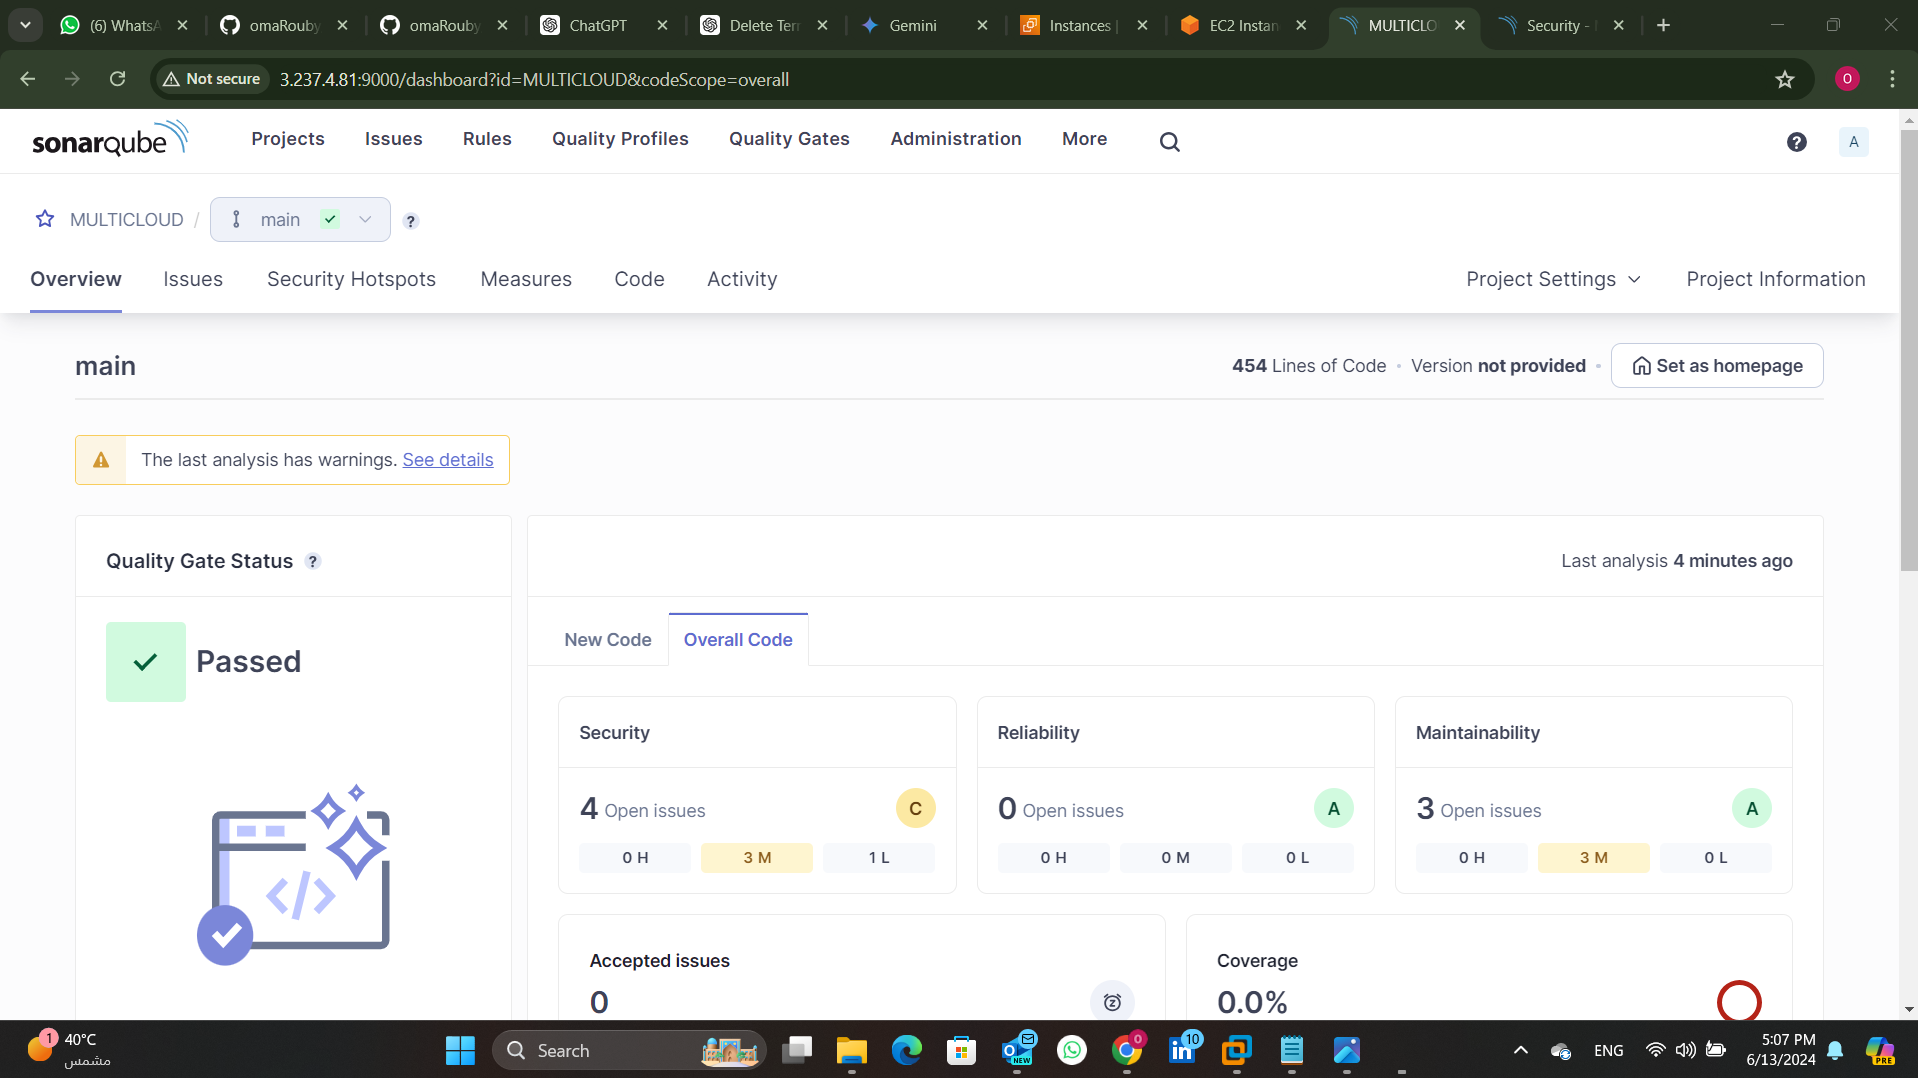 (6) WhatsA
omaRouby
omaRouby
ChatGPT
Delete Ter
Gemini
Instances |
EC2 Instan
MULTICLO
Security -
Not secure
3.237.4.81:9000/dashboard?id=MULTICLOUD&codeScope=overall
O
sonarqube
Projects
Issues
Rules
Quality Profiles
Quality Gates
Administration
More
?
A
MULTICLOUD / main
?
Overview
Issues
Security Hotspots
Measures
Code
Activity
Project Settings
Project Information
main
454 Lines of Code • Version not provided •
Set as homepage
The last analysis has warnings. See details
Quality Gate Status ?
Last analysis 4 minutes ago
Passed
New Code
Overall Code
Security
4 Open issues
C
0 H
3 M
1 L
Reliability
0 Open issues
A
0 H
0 M
0 L
Maintainability
3 Open issues
A
0 H
3 M
0 L
Accepted issues
0
Coverage
0.0%
1
40°C
مشمس
Search
NEW
0
10
ENG
5:07 PM
6/13/2024
PRE